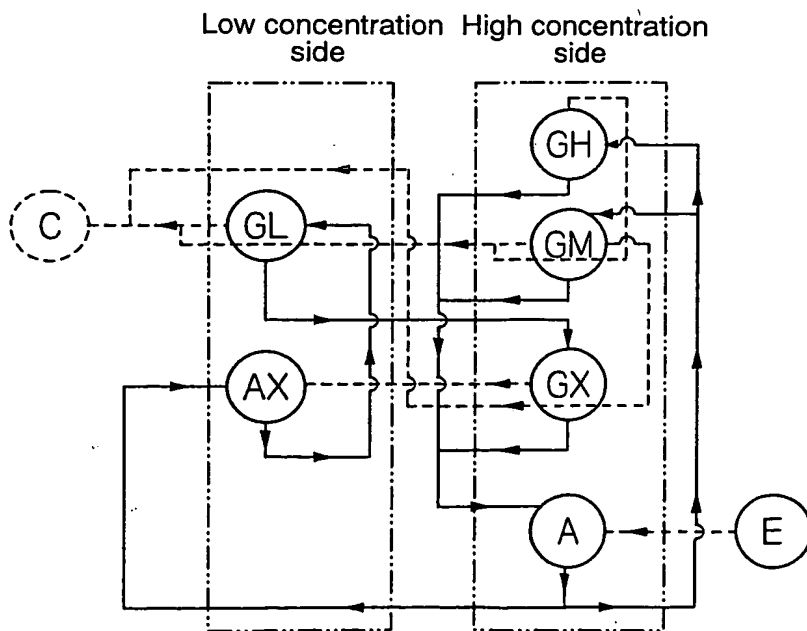 Low concentration side
High concentration side
GH
C
GL
GM
AX
GX
A
E